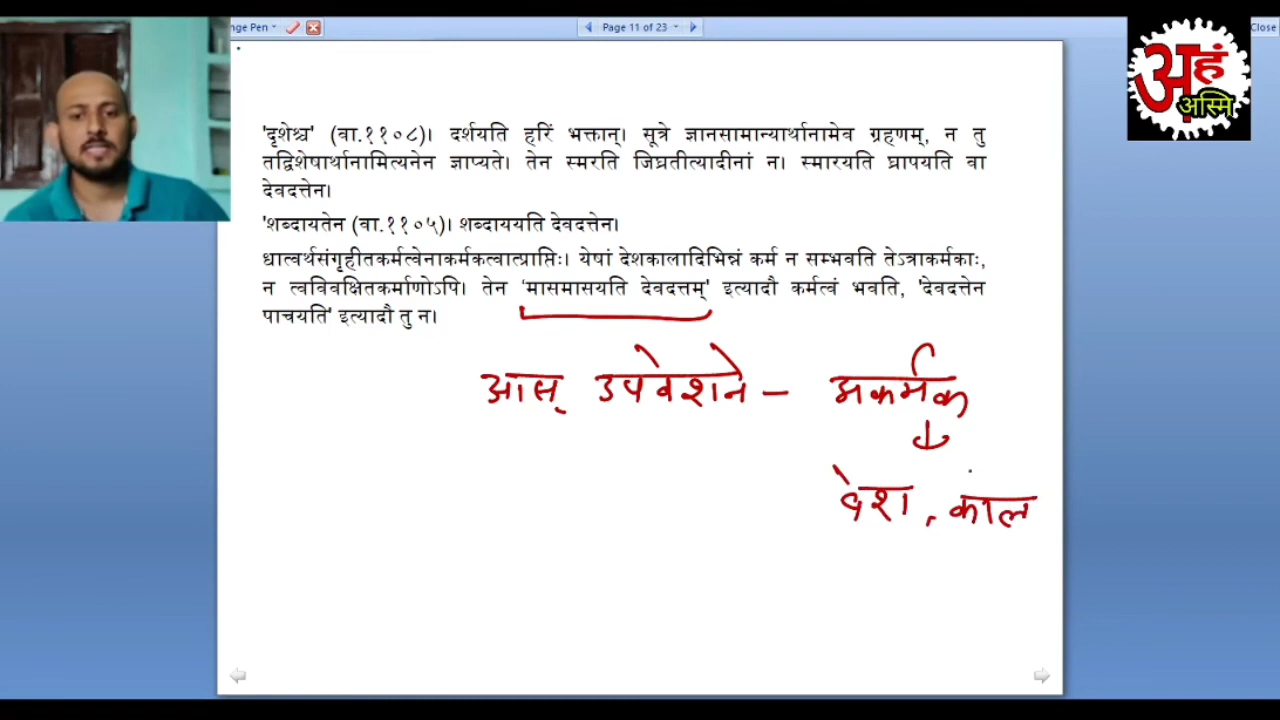 nge Pen
Page 11 of 23
Close
अहं
अस्मि
'दृशेश्च' (वा.११०८)। दर्शयति हरिं भक्तान्। सूत्रे ज्ञानसामान्यार्थानामेव ग्रहणम्, न तु
तद्विशेषार्थानामित्यनेन ज्ञाप्यते। तेन स्मरति जिघ्रतीत्यादीनां न। स्मारयति घ्रापयति वा
देवदत्तेन।
'शब्दायतेन (वा.११०५)। शब्दाययति देवदत्तेन।
धात्वर्थसंगृहीतकर्मत्वेनाकर्मकत्वात्प्राप्तिः। येषां देशकालादिभिन्नं कर्म न सम्भवति तेऽत्राकर्मकाः,
न त्वविवक्षितकर्माणोऽपि। तेन 'मासमासयति देवदत्तम्' इत्यादौ कर्मत्वं भवति, 'देवदत्तेन
पाचयति' इत्यादौ तु न।
आस् उपवेशने – अकर्मक
देश, काल